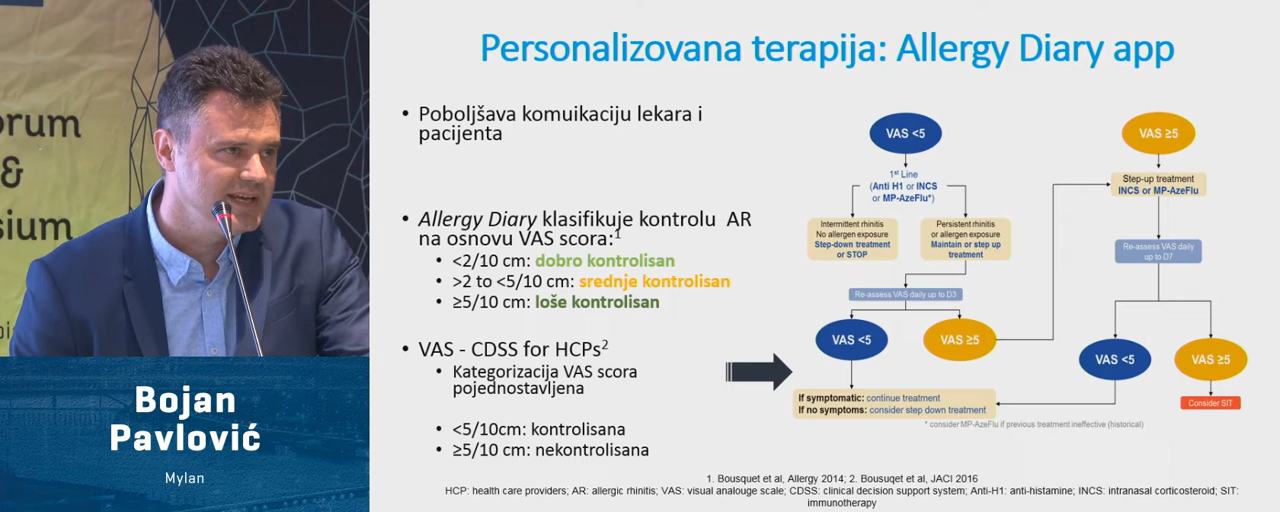 orum
&
sium
Bojan
Pavlović
Mylan
Personalizovana terapija: Allergy Diary app
• Poboljšava komuikaciju lekara i
pacijenta
• Allergy Diary klasifikuje kontrolu AR
na osnovu VAS scora:1
• <2/10 cm: dobro kontrolisan
• >2 to <5/10 cm: srednje kontrolisan
• ≥5/10 cm: loše kontrolisan
• VAS - CDSS for HCPs2
• Kategorizacija VAS scora
pojednostavljena
• <5/10cm: kontrolisana
• ≥5/10 cm: nekontrolisana
VAS <5
1st Line
(Anti H1 or INCS
or MP-AzeFlu*)
Intermittent rhinitis
No allergen exposure
Step-down treatment
or STOP
Persistent rhinitis
or allergen exposure
Maintain or step up
treatment
Re-assess VAS daily up to D3
VAS <5
VAS ≥5
If symptomatic: continue treatment
If no symptoms: consider step down treatment
VAS ≥5
Step-up treatment
INCS or MP-AzeFlu
Re-assess VAS daily
up to D7
VAS <5
VAS ≥5
Consider SIT
* consider MP-AzeFlu if previous treatment ineffective (historical)
1. Bousquet et al, Allergy 2014; 2. Bousuqet et al, JACI 2016
HCP: health care providers; AR: allergic rhinitis; VAS: visual analouge scale; CDSS: clinical decision support system; Anti-H1: anti-histamine; INCS: intranasal corticosteroid; SIT:
immunotherapy